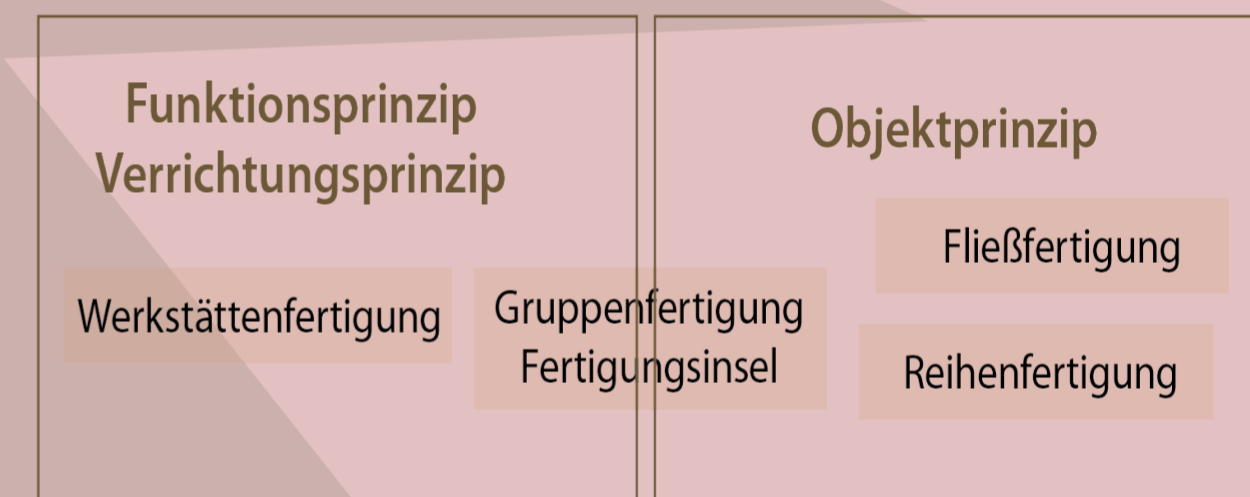 Funktionsprinzip
Verrichtungsprinzip
Werkstättenfertigung
Gruppenfertigung
Fertigungsinsel
Objektprinzip
Fließfertigung
Reihenfertigung